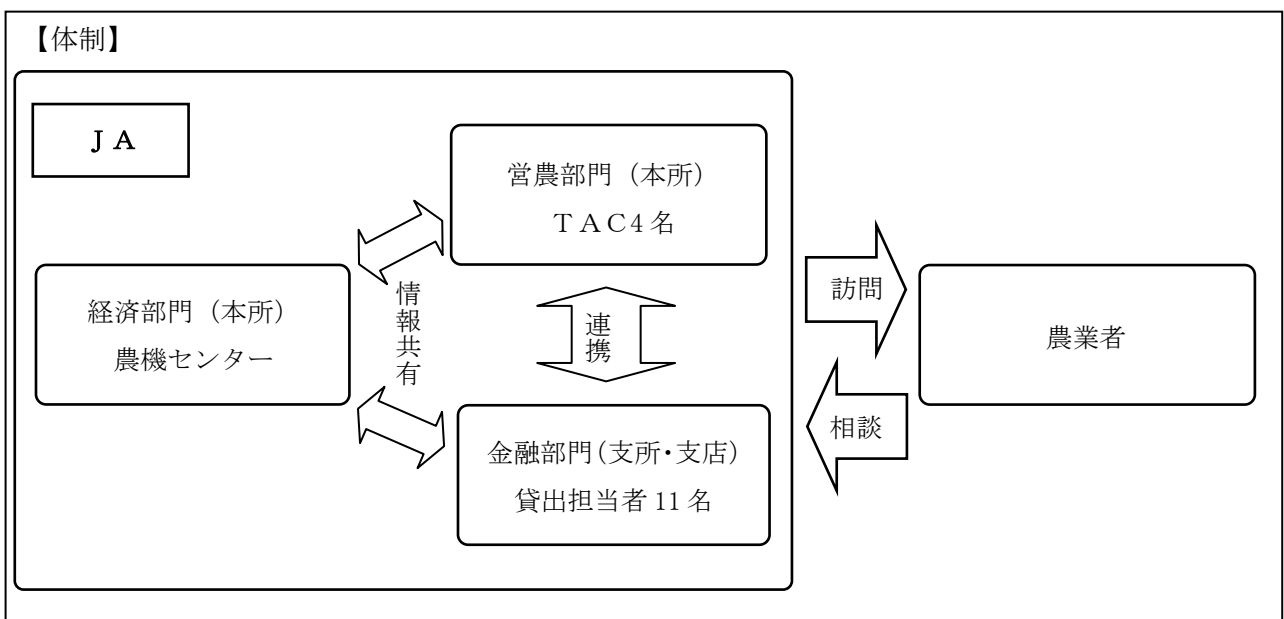 【体制】
ＪＡ
営農部門（本所）
ＴＡＣ4名
経済部門（本所）
農機センター
情報共有
連携
金融部門（支所・支店）
貸出担当者 11 名
訪問
相談
農業者